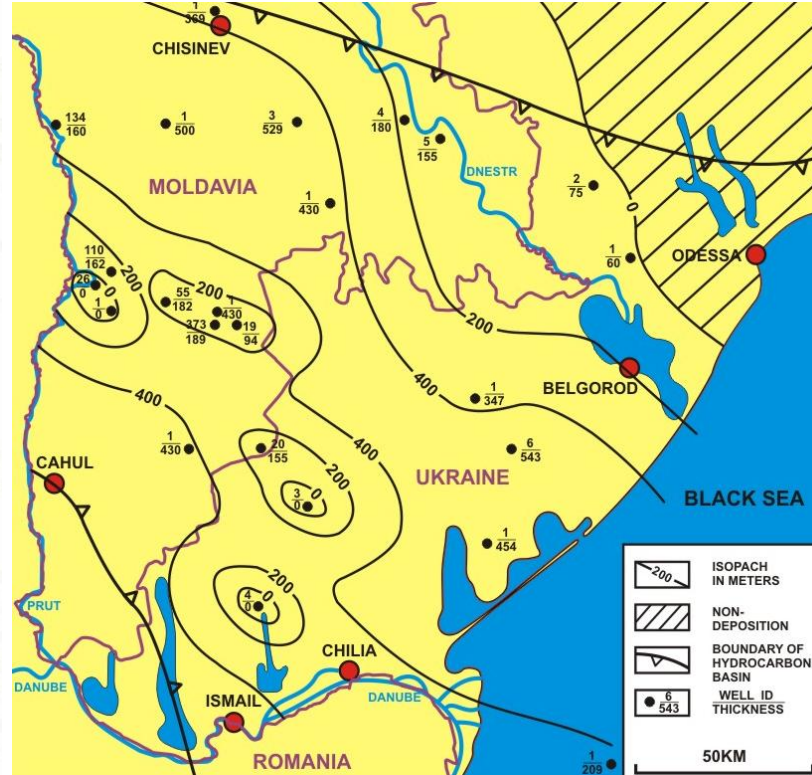 1
369
CHISINEV
134
160
1
500
3
529
4
180
5
155
DNESTR
2
75
MOLDAVIA
1
430
0
1
60
ODESSA
110
162
200
26
0
0
1
0
55
182
200
1
430
373
189
19
94
200
BELGOROD
400
400
1
347
400
1
430
20
155
200
6
543
CAHUL
UKRAINE
3
0
0
BLACK SEA
1
454
200
4
0
0
PRUT
CHILIA
DANUBE
DANUBE
ISMAIL
ROMANIA
1
209
200
ISOPACH
IN METERS
NON-
DEPOSITION
BOUNDARY OF
HYDROCARBON
BASIN
6
543
WELL ID
THICKNESS
50KM